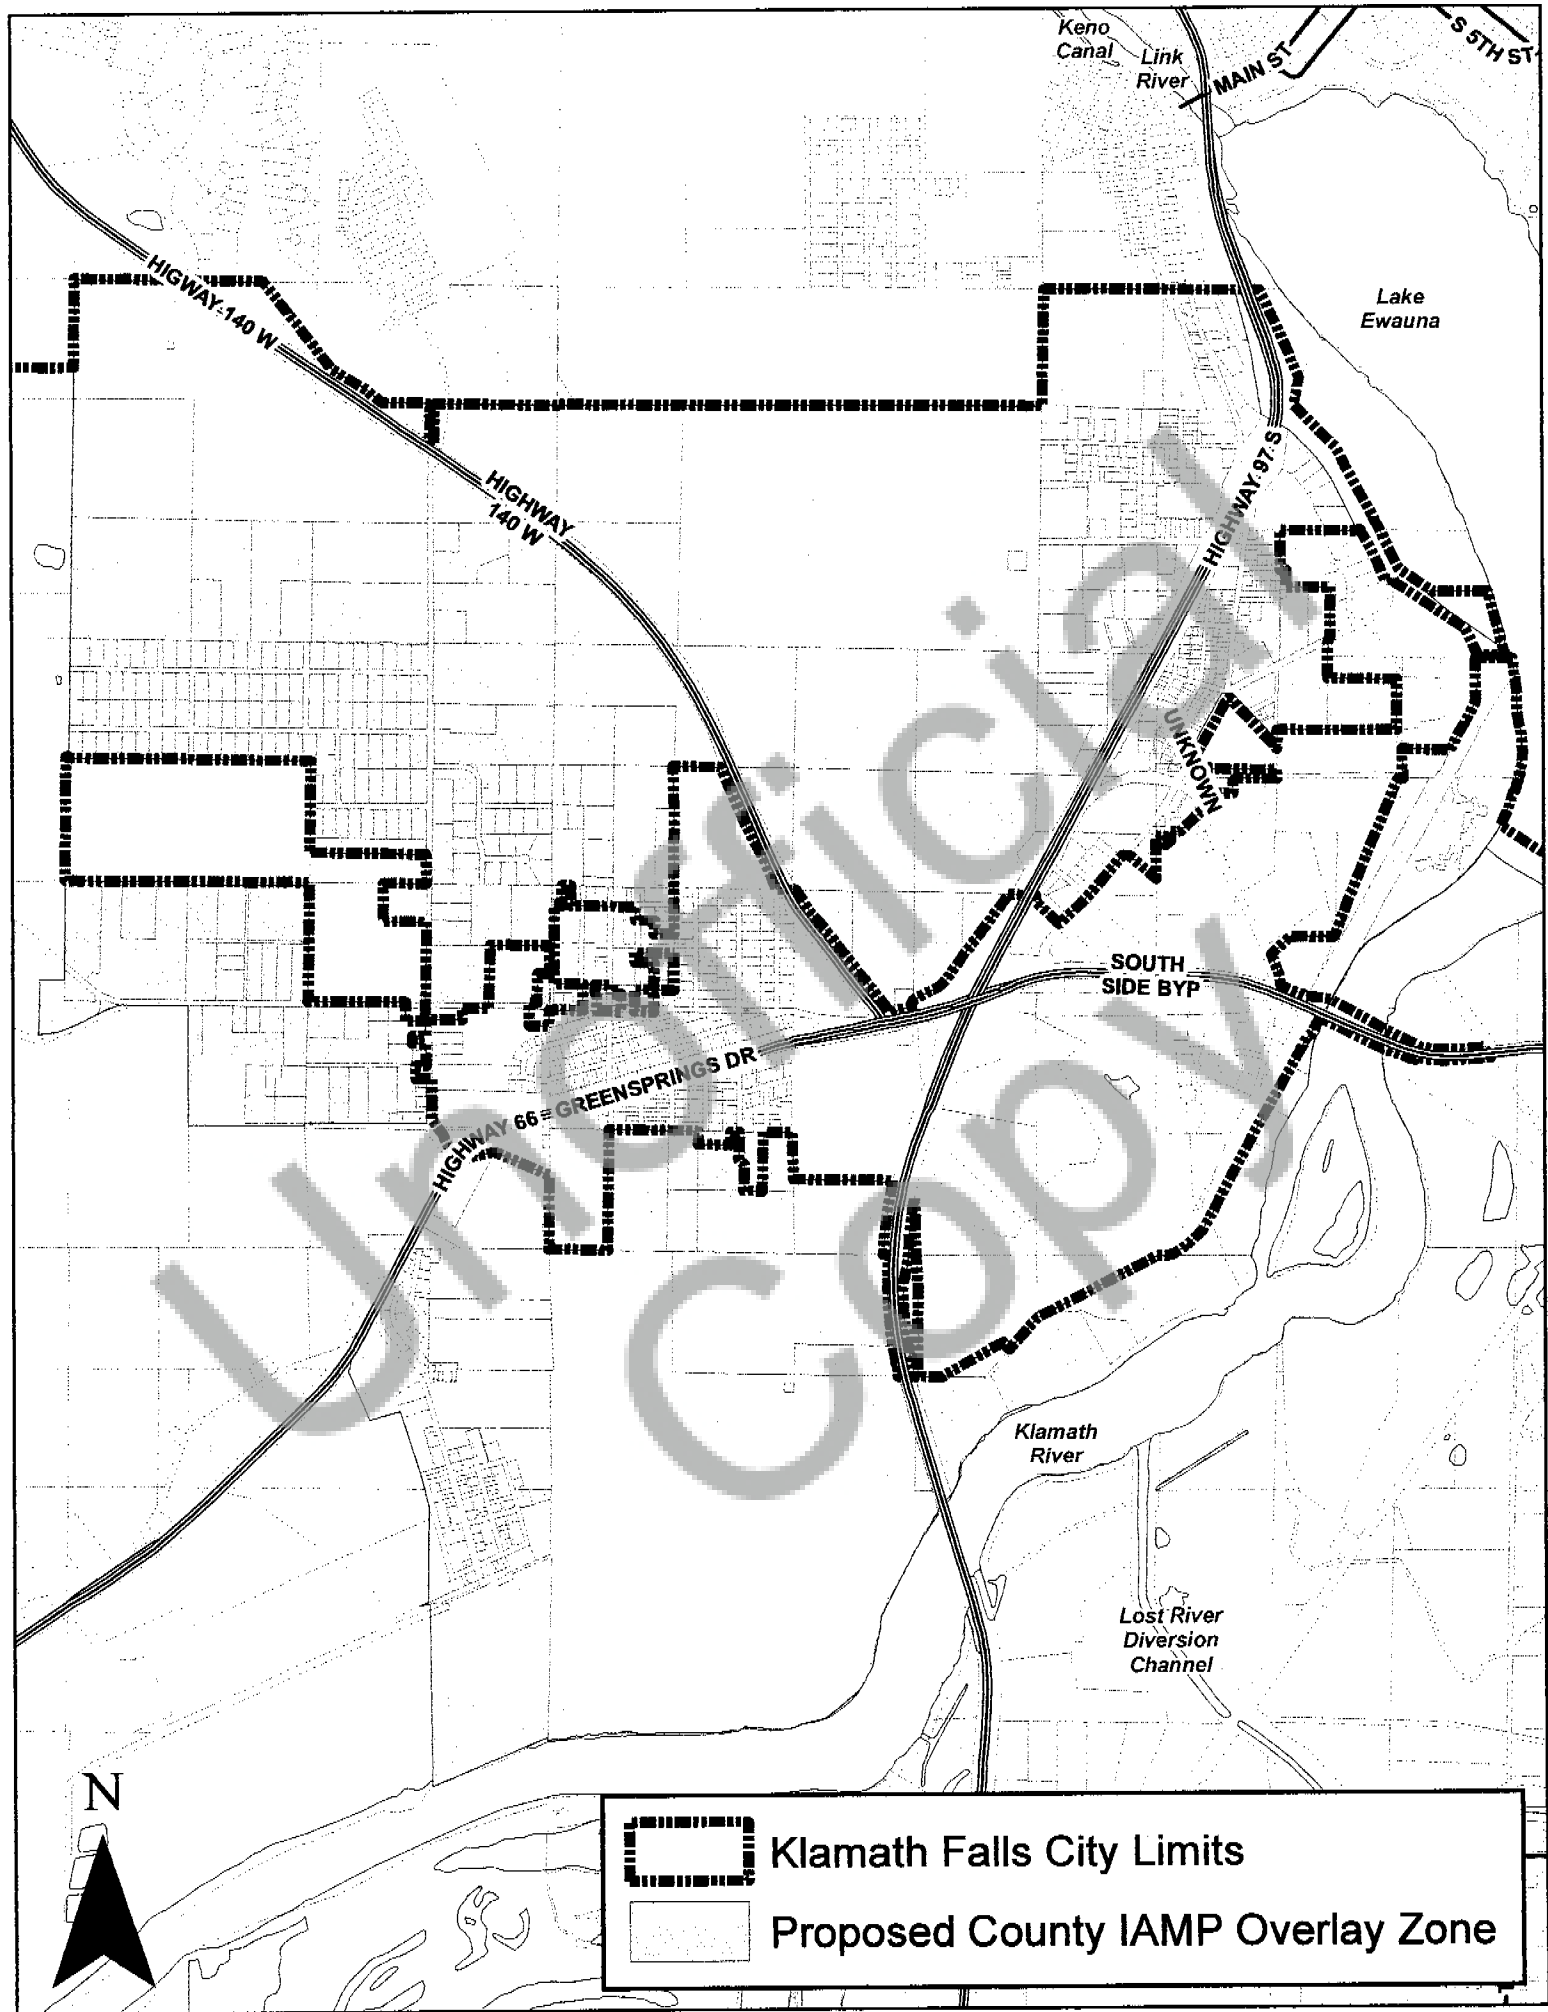 Keno
Canal
Link
River
MAIN ST
S 5TH ST
HIGWAY 140 W
Lake
Ewauna
HIGHWAY
140 W
HIGHWAY 97 S
UNKNOWN
SOUTH
SIDE BYP
HIGHWAY 66 = GREENSPRINGS DR
Unofficial
Copy
Klamath
River
Lost River
Diversion
Channel
N
Klamath Falls City Limits
Proposed County IAMP Overlay Zone